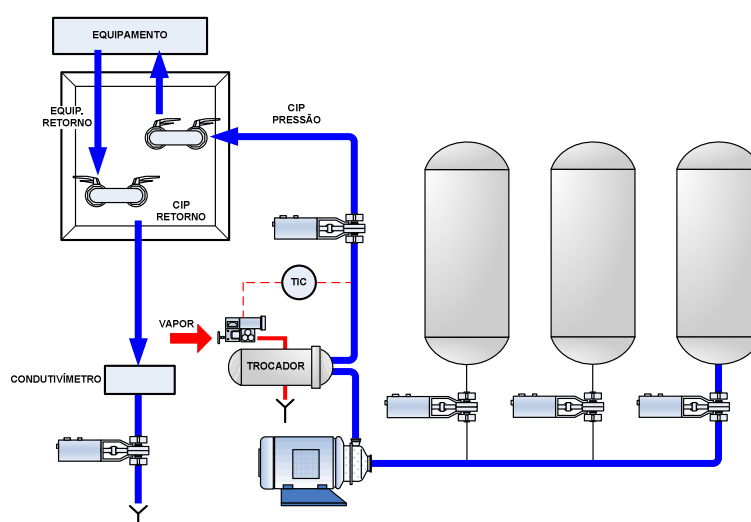 EQUIPAMENTO
EQUIP.
RETORNO
CIP
PRESSÃO
CIP
RETORNO
TIC
VAPOR
TROCADOR
CONDUTIVÍMETRO